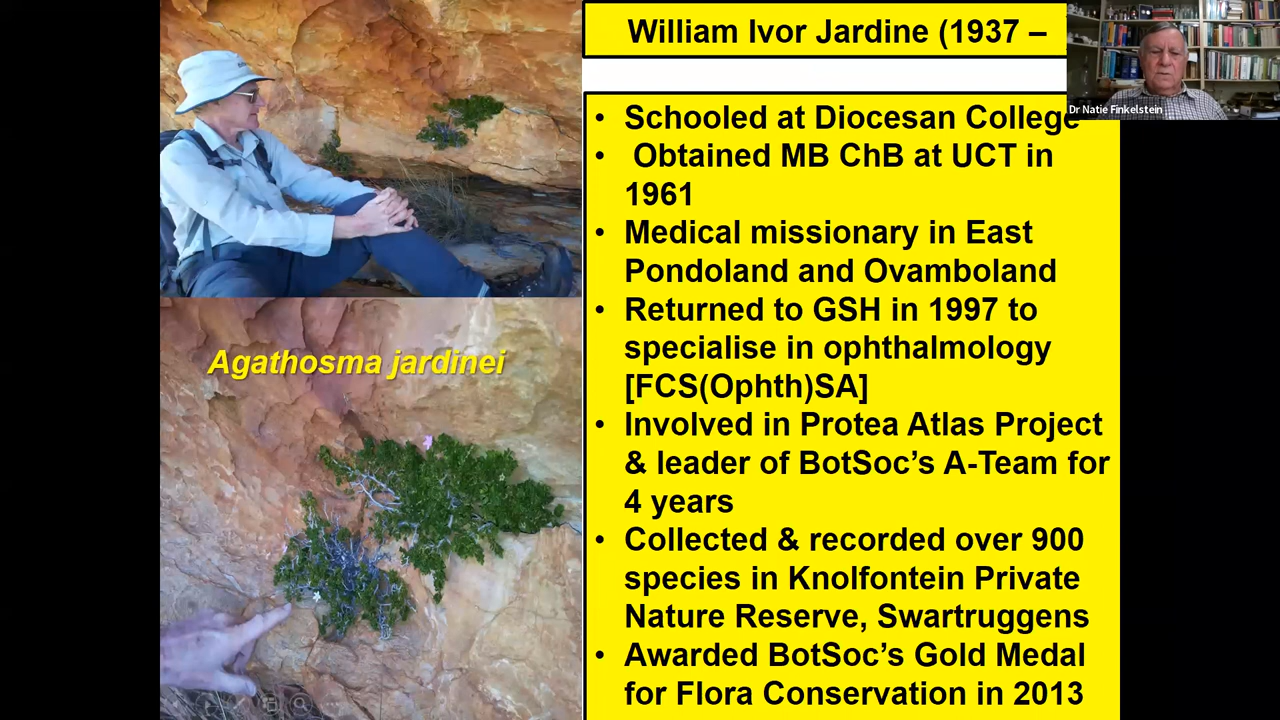 William Ivor Jardine (1937 –
Dr Natie Finkelstein
• Schooled at Diocesan College
• Obtained MB ChB at UCT in
1961
• Medical missionary in East
Pondoland and Ovamboland
• Returned to GSH in 1997 to
specialise in ophthalmology
[FCS(Ophth)SA]
• Involved in Protea Atlas Project
& leader of BotSoc’s A-Team for
4 years
• Collected & recorded over 900
species in Knolfontein Private
Nature Reserve, Swartruggens
• Awarded BotSoc’s Gold Medal
for Flora Conservation in 2013
Agathosma jardinei